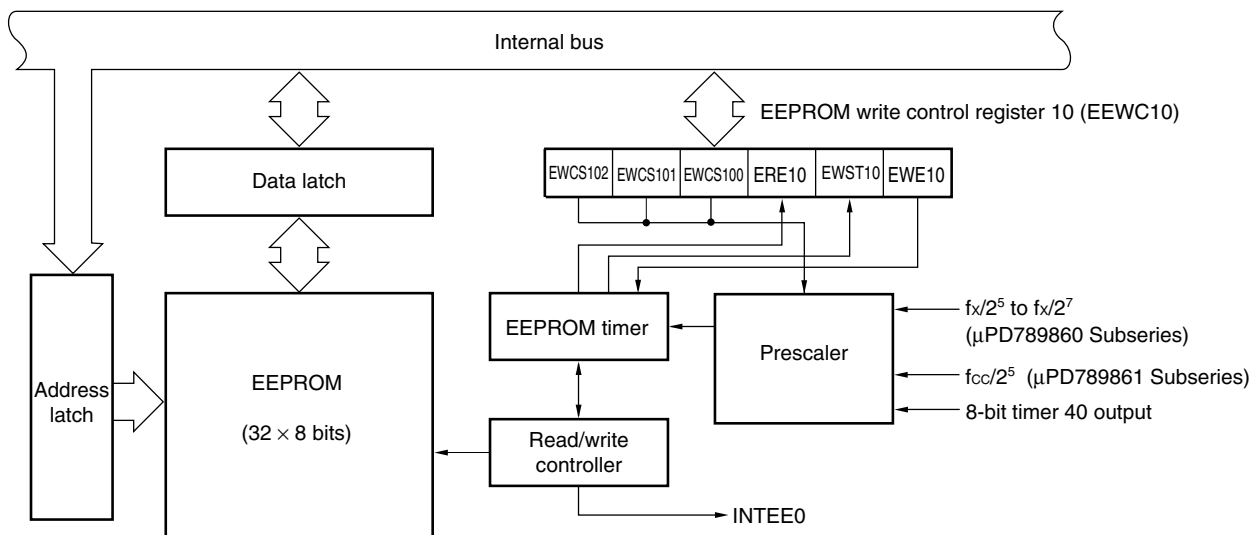 Internal bus
EEPROM write control register 10 (EEWC10)
Data latch
EWCS102 EWCS101 EWCS100 ERE10 EWST10 EWE10
Address
latch
EEPROM
(32 × 8 bits)
EEPROM timer
Read/write
controller
INTEE0
Prescaler
fX/2⁵ to fX/2⁷
(μPD789860 Subseries)
fCC/2⁵ (μPD789861 Subseries)
8-bit timer 40 output